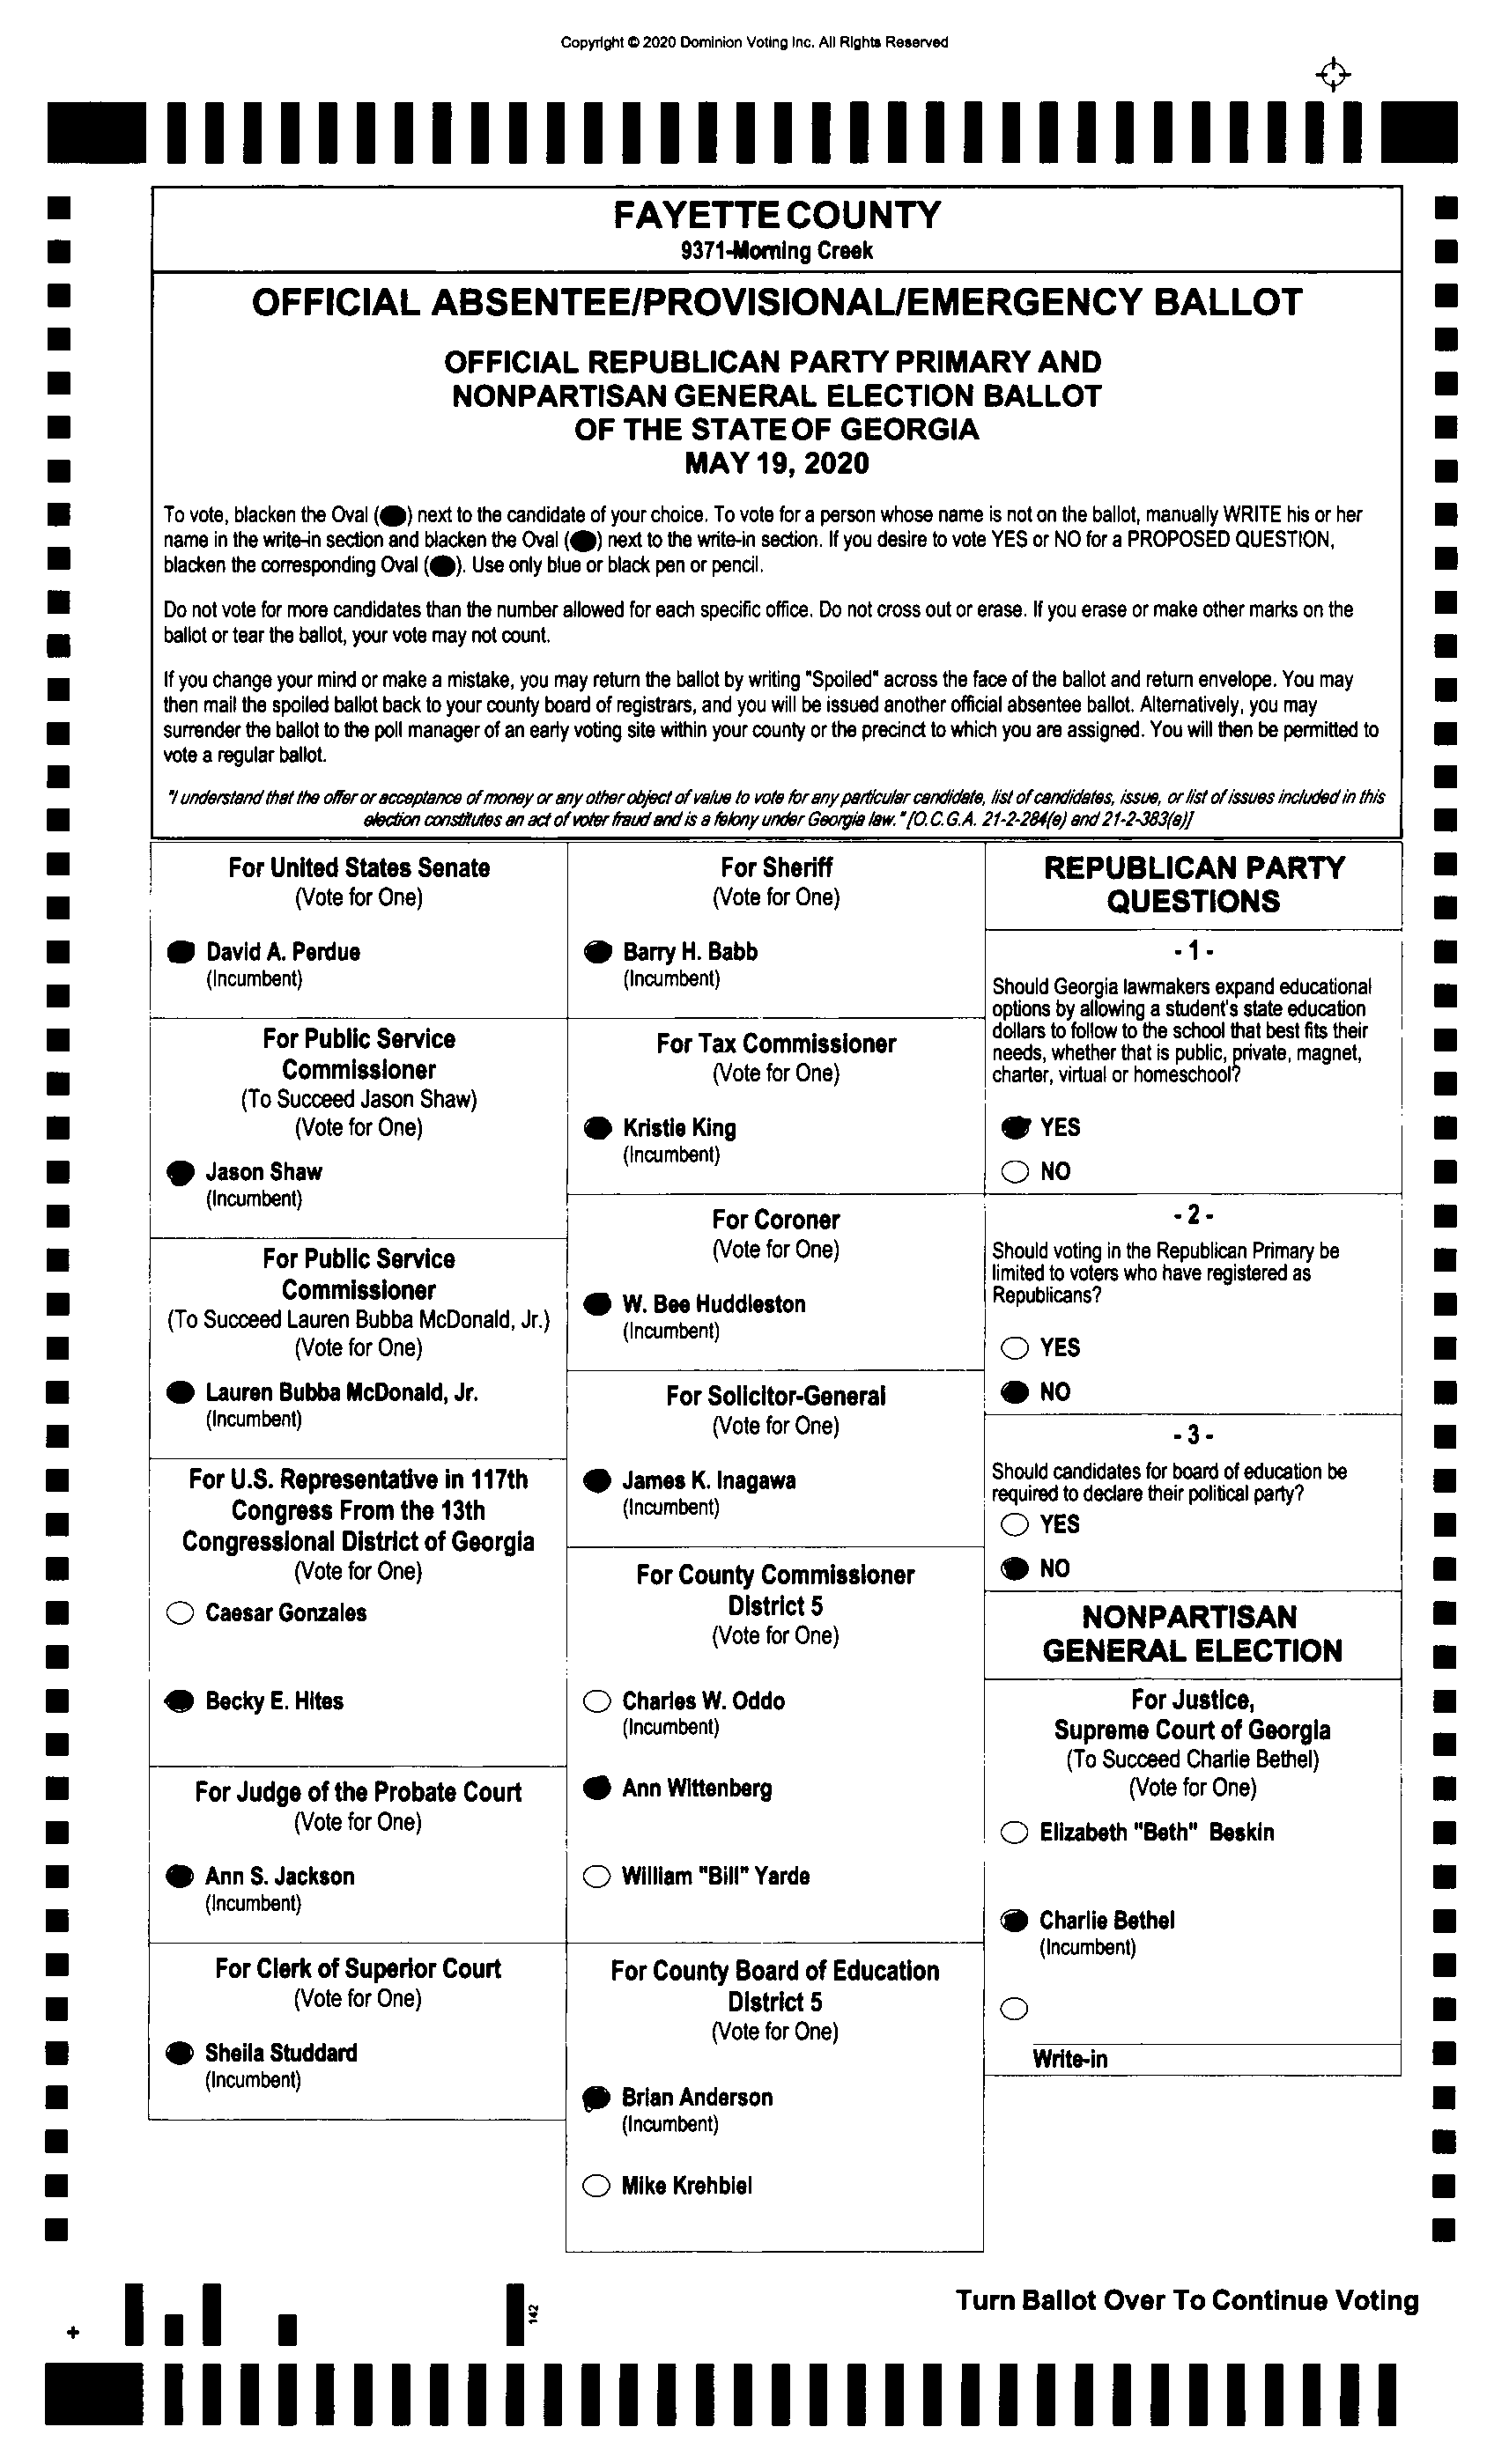 Copyright © 2020 Dominion Voting Inc. All Rights Reserved
FAYETTE COUNTY
9371-Morning Creek
OFFICIAL ABSENTEE/PROVISIONAL/EMERGENCY BALLOT
OFFICIAL REPUBLICAN PARTY PRIMARY AND
NONPARTISAN GENERAL ELECTION BALLOT
OF THE STATE OF GEORGIA
MAY 19, 2020
To vote, blacken the Oval (⬬) next to the candidate of your choice. To vote for a person whose name is not on the ballot, manually WRITE his or her
name in the write-in section and blacken the Oval (⬬) next to the write-in section. If you desire to vote YES or NO for a PROPOSED QUESTION,
blacken the corresponding Oval (⬬). Use only blue or black pen or pencil.
Do not vote for more candidates than the number allowed for each specific office. Do not cross out or erase. If you erase or make other marks on the
ballot or tear the ballot, your vote may not count.
If you change your mind or make a mistake, you may return the ballot by writing "Spoiled" across the face of the ballot and return envelope. You may
then mail the spoiled ballot back to your county board of registrars, and you will be issued another official absentee ballot. Alternatively, you may
surrender the ballot to the poll manager of an early voting site within your county or the precinct to which you are assigned. You will then be permitted to
vote a regular ballot.
"I understand that the offer or acceptance of money or any other object of value to vote for any particular candidate, list of candidates, issue, or list of issues included in this
election constitutes an act of voter fraud and is a felony under Georgia law." [O.C.G.A. 21-2-284(e) and 21-2-383(a)]
For United States Senate
(Vote for One)
David A. Perdue
(Incumbent)
For Public Service
Commissioner
(To Succeed Jason Shaw)
(Vote for One)
Jason Shaw
(Incumbent)
For Public Service
Commissioner
(To Succeed Lauren Bubba McDonald, Jr.)
(Vote for One)
Lauren Bubba McDonald, Jr.
(Incumbent)
For U.S. Representative in 117th
Congress From the 13th
Congressional District of Georgia
(Vote for One)
Caesar Gonzales
Becky E. Hites
For Judge of the Probate Court
(Vote for One)
Ann S. Jackson
(Incumbent)
For Clerk of Superior Court
(Vote for One)
Sheila Studdard
(Incumbent)
For Sheriff
(Vote for One)
Barry H. Babb
(Incumbent)
For Tax Commissioner
(Vote for One)
Kristie King
(Incumbent)
For Coroner
(Vote for One)
W. Bee Huddleston
(Incumbent)
For Solicitor-General
(Vote for One)
James K. Inagawa
(Incumbent)
For County Commissioner
District 5
(Vote for One)
Charles W. Oddo
(Incumbent)
Ann Wittenberg
William "Bill" Yarde
For County Board of Education
District 5
(Vote for One)
Brian Anderson
(Incumbent)
Mike Krehbiel
REPUBLICAN PARTY
QUESTIONS
- 1 -
Should Georgia lawmakers expand educational
options by allowing a student's state education
dollars to follow to the school that best fits their
needs, whether that is public, private, magnet,
charter, virtual or homeschool?
YES
NO
- 2 -
Should voting in the Republican Primary be
limited to voters who have registered as
Republicans?
YES
NO
- 3 -
Should candidates for board of education be
required to declare their political party?
YES
NO
NONPARTISAN
GENERAL ELECTION
For Justice,
Supreme Court of Georgia
(To Succeed Charlie Bethel)
(Vote for One)
Elizabeth "Beth" Beskin
Charlie Bethel
(Incumbent)
Write-in
Turn Ballot Over To Continue Voting
142